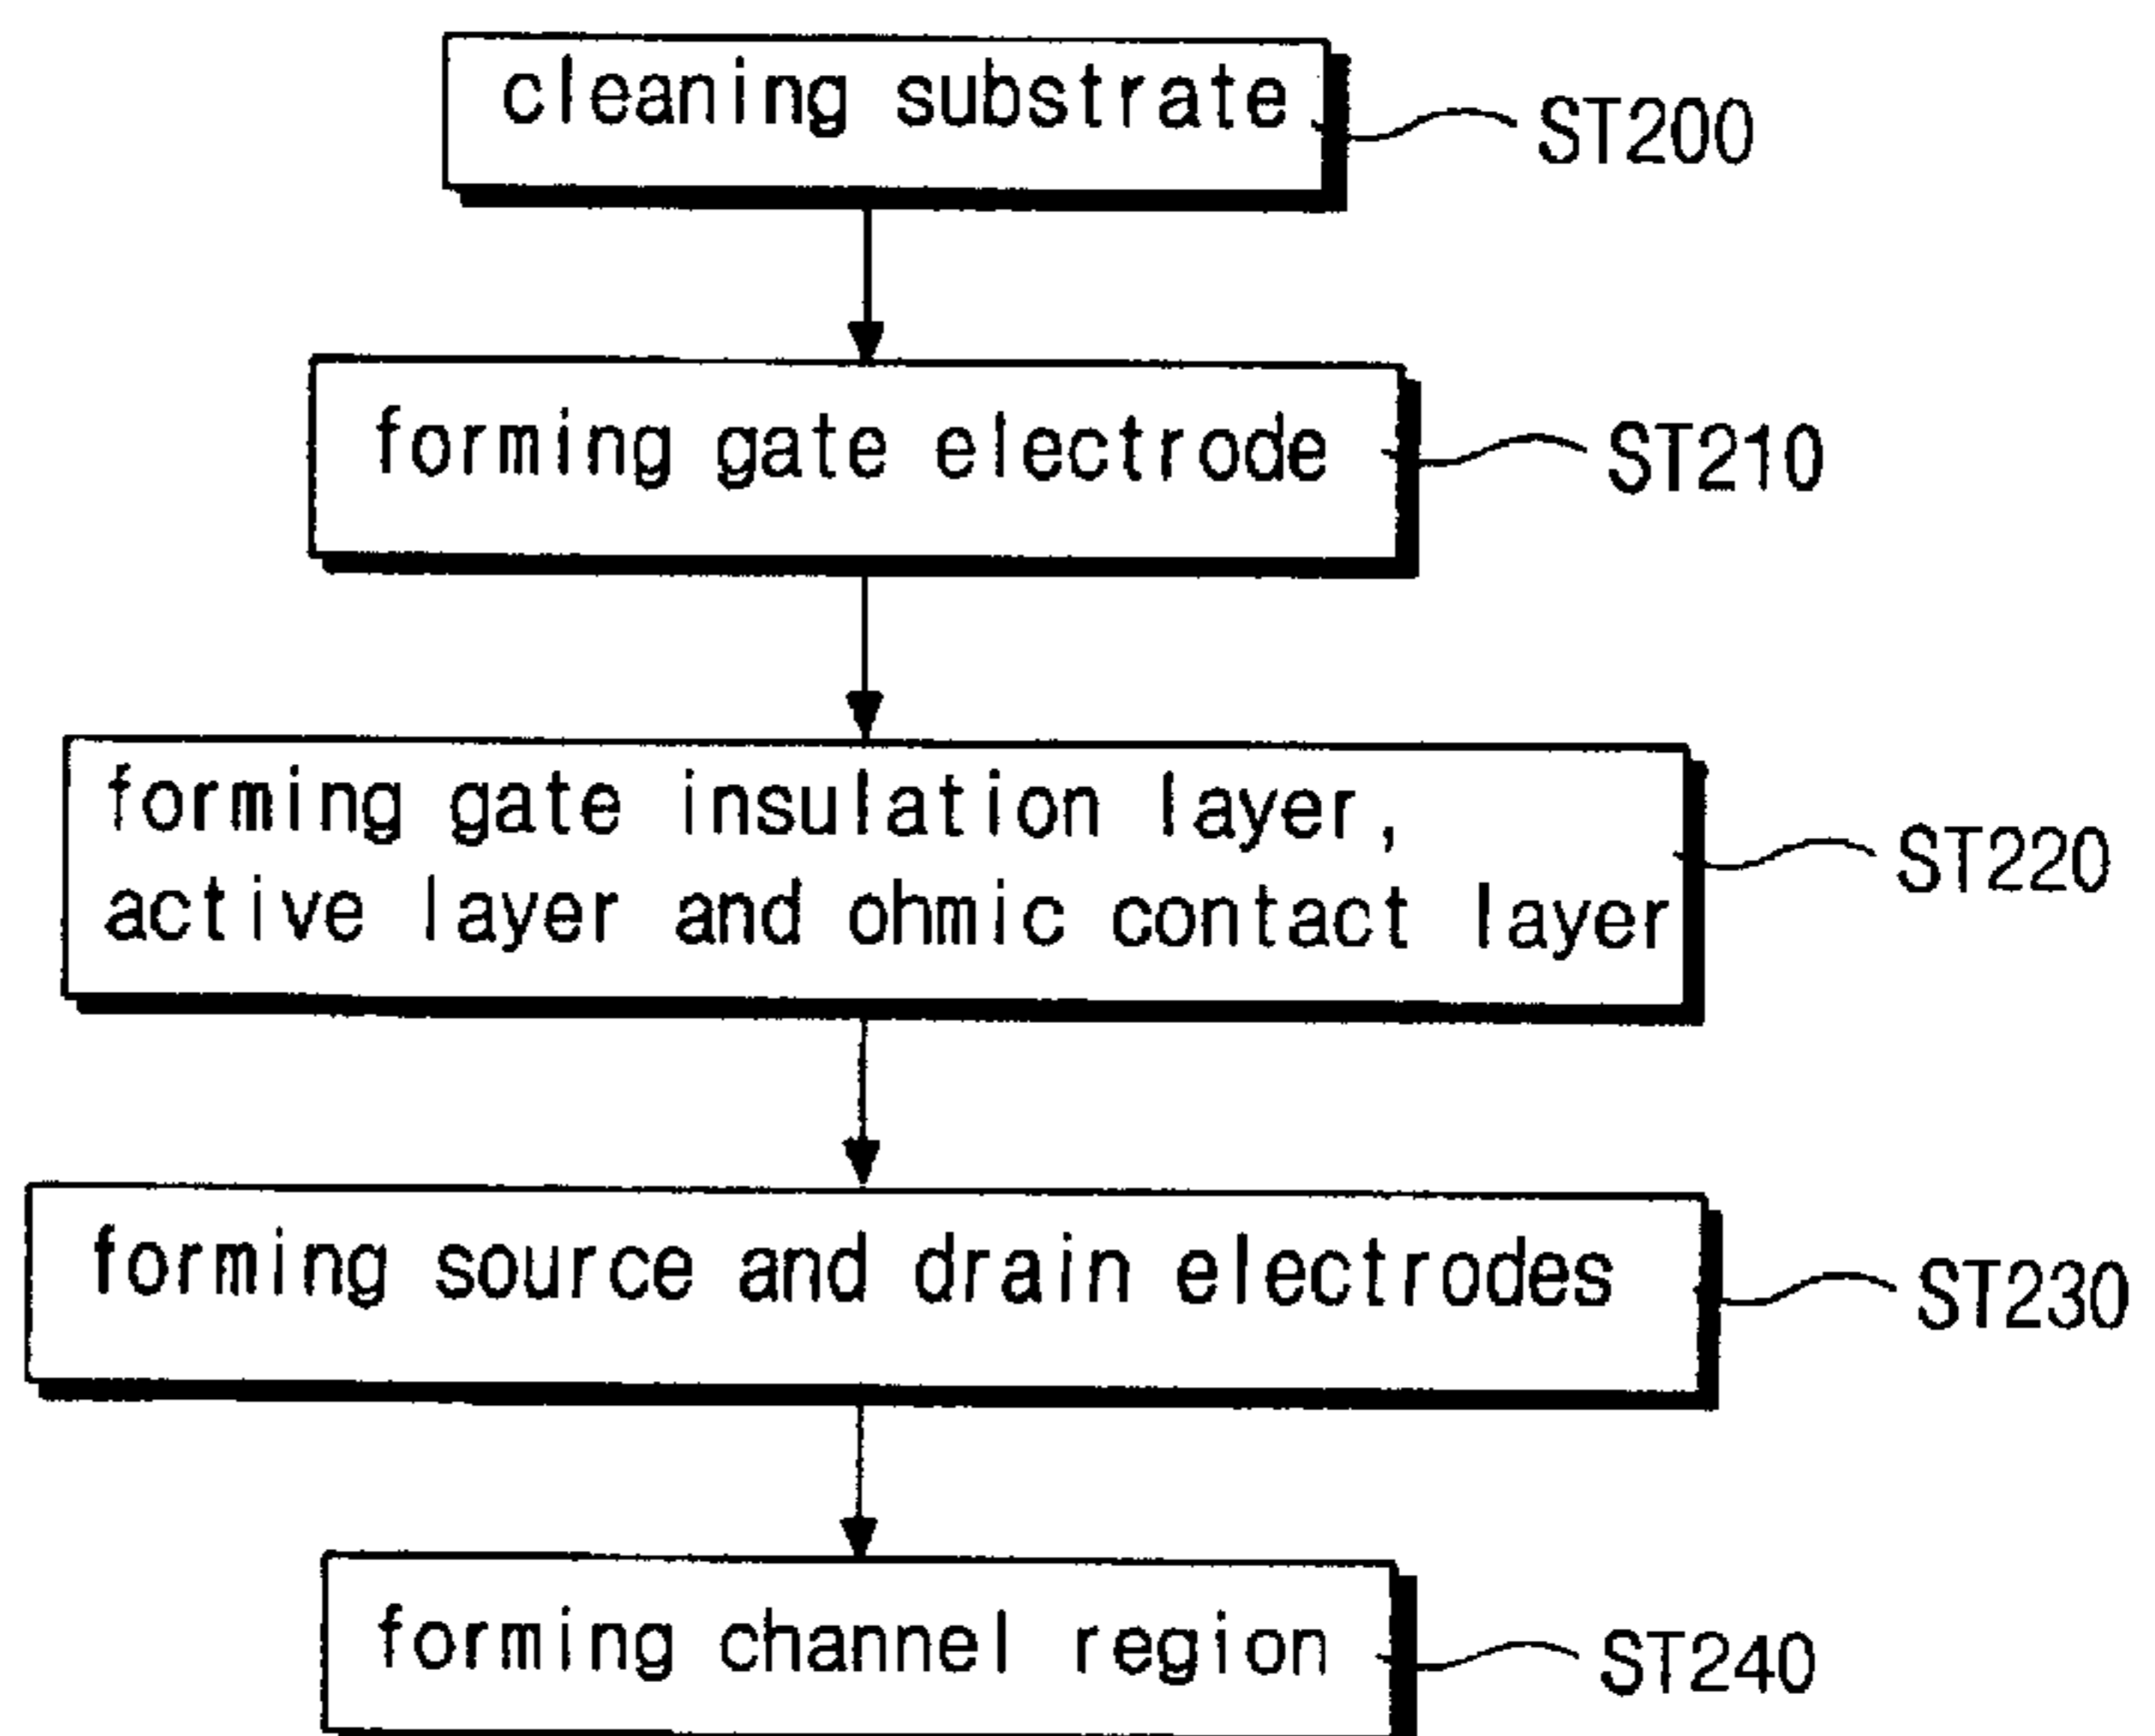 cleaning substrate
ST200
forming gate electrode
ST210
forming gate insulation layer,
active layer and ohmic contact layer
ST220
forming source and drain electrodes
ST230
forming channel region
ST240